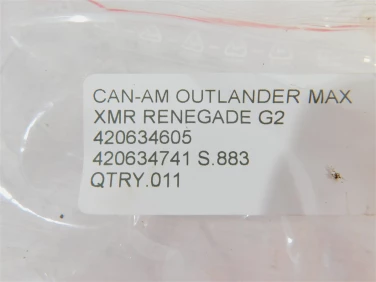 CAN-AM OUTLANDER MAX
XMR RENEGADE G2
420634605
420634741 S.883
QTRY.011